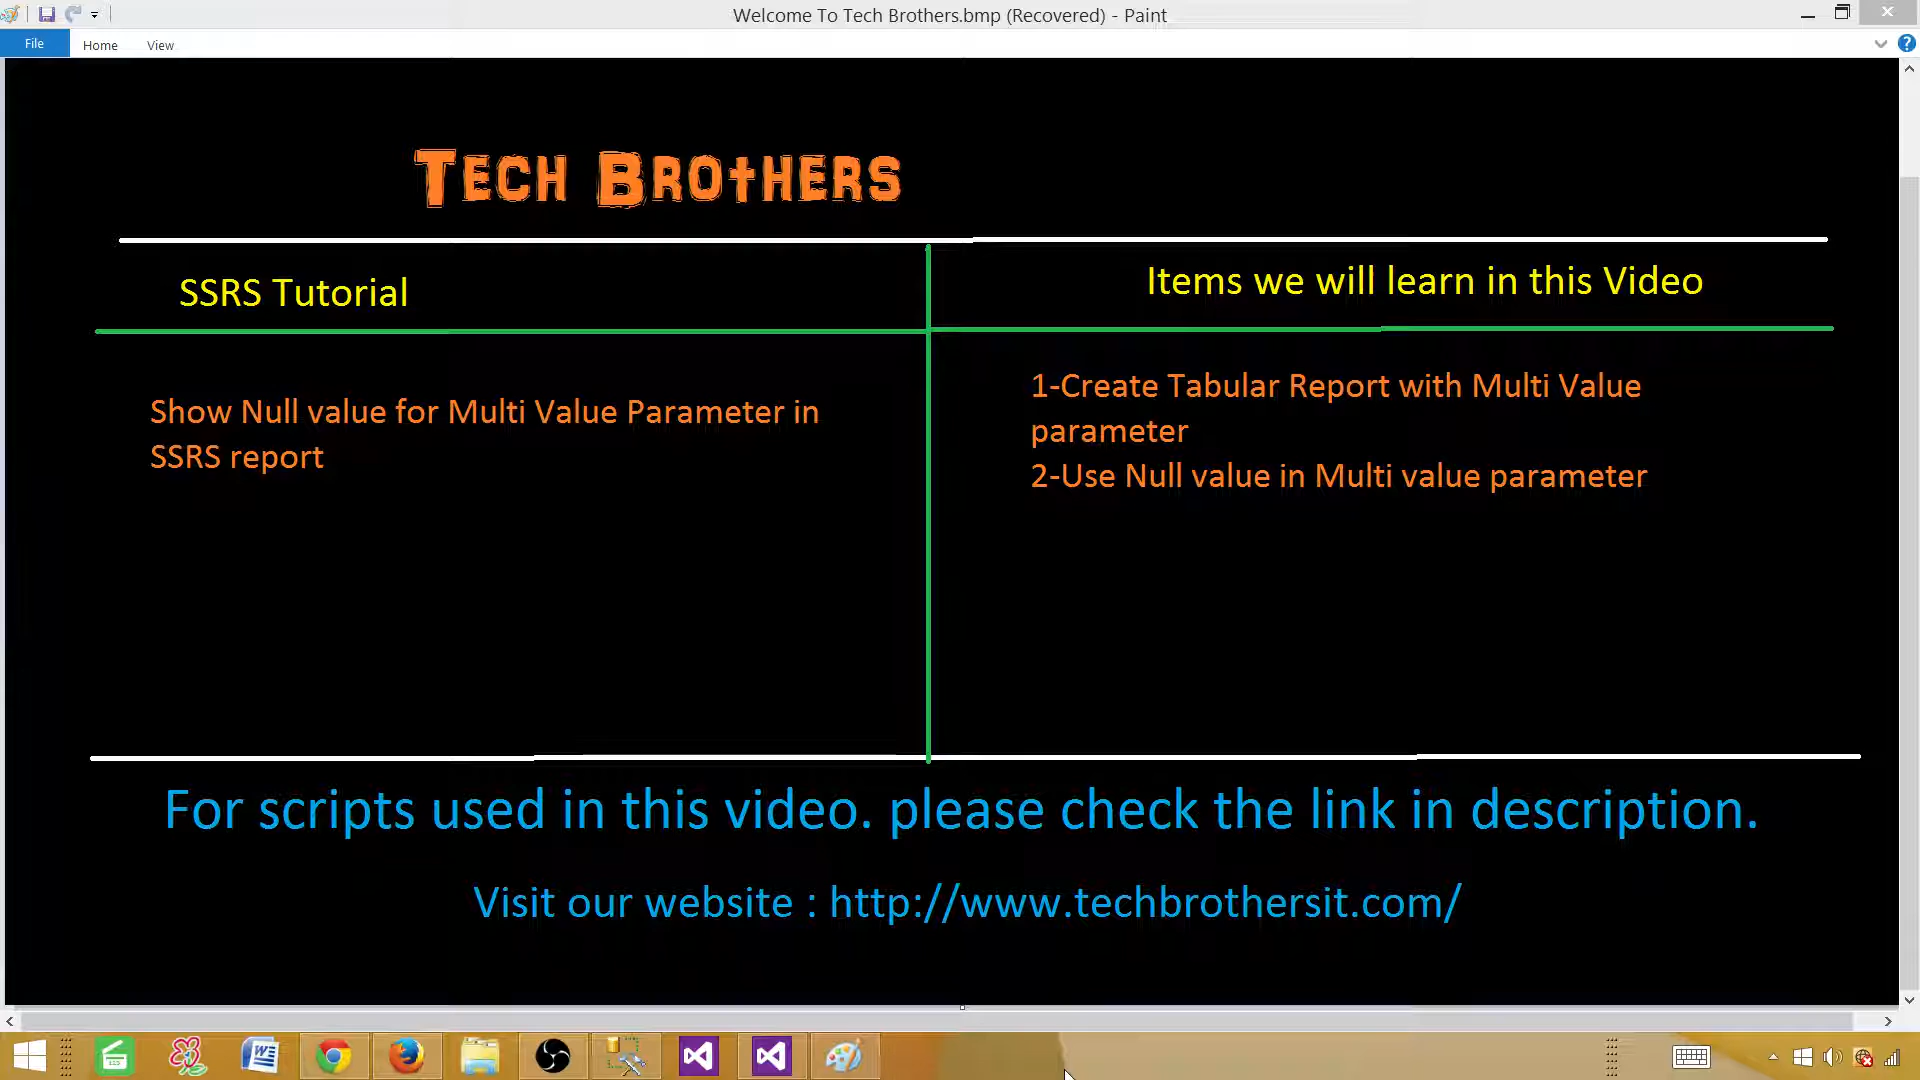 Welcome To Tech Brothers.bmp (Recovered) - Paint
File
Home
View
Tech Brothers
SSRS Tutorial
Items we will learn in this Video
Show Null value for Multi Value Parameter in
SSRS report
1-Create Tabular Report with Multi Value
parameter
2-Use Null value in Multi value parameter
For scripts used in this video. please check the link in description.
Visit our website : http://www.techbrothersit.com/